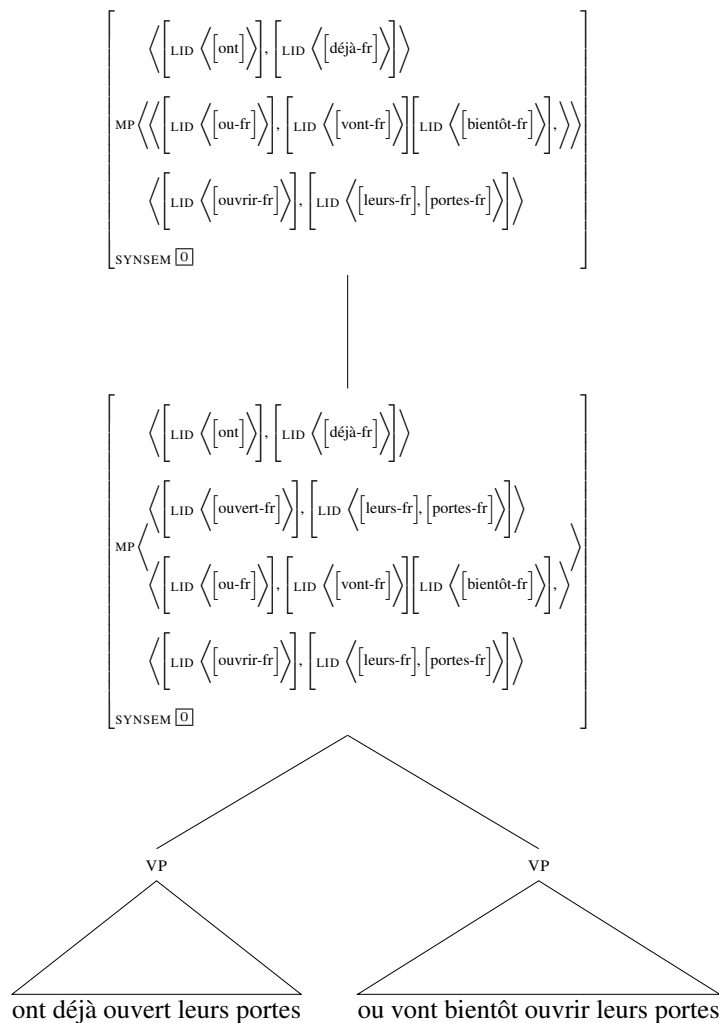 ⟨[LID ⟨[ont]⟩], [LID ⟨[déjà-fr]⟩]⟩
MP ⟨⟨⟨[LID ⟨[ou-fr]⟩], [LID ⟨[vont-fr]⟩][LID ⟨[bientôt-fr]⟩],⟩⟩
⟨[LID ⟨[ouvrir-fr]⟩], [LID ⟨[leurs-fr], [portes-fr]⟩]⟩
SYNSEM 0
⟨[LID ⟨[ont]⟩], [LID ⟨[déjà-fr]⟩]⟩
⟨[LID ⟨[ouvert-fr]⟩], [LID ⟨[leurs-fr], [portes-fr]⟩]⟩
MP ⟨ ⟩
⟨[LID ⟨[ou-fr]⟩], [LID ⟨[vont-fr]⟩][LID ⟨[bientôt-fr]⟩],⟩
⟨[LID ⟨[ouvrir-fr]⟩], [LID ⟨[leurs-fr], [portes-fr]⟩]⟩
SYNSEM 0
VP VP
ont déjà ouvert leurs portes ou vont bientôt ouvrir leurs portes